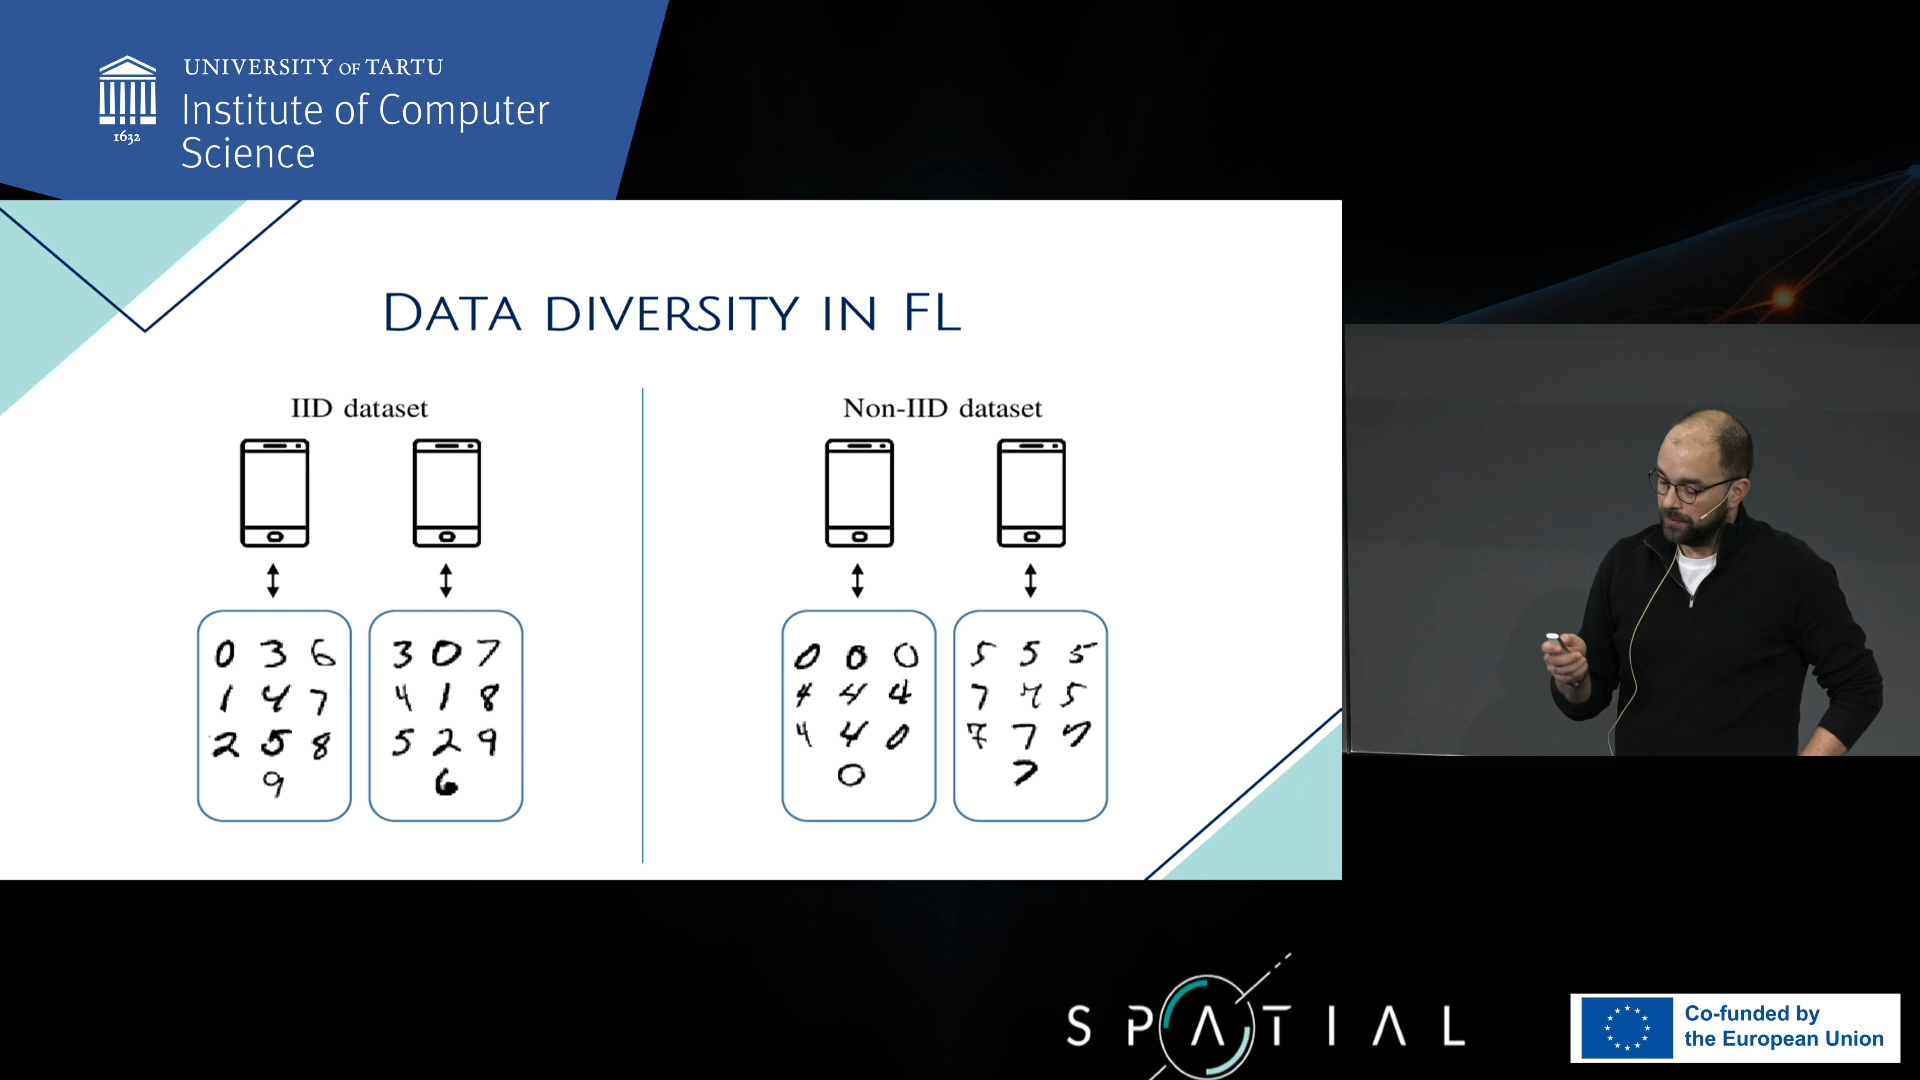 UNIVERSITY OF TARTU
Institute of Computer
Science
1632
DATA DIVERSITY IN FL
IID dataset
Non-IID dataset
0 3 6
1 4 7
2 5 8
9
3 0 7
4 1 8
5 2 9
6
0 0 0
4 4 4
4 4 0
0
5 5 5
7 7 5
7 7 7
7
SPATIAL
Co-funded by
the European Union